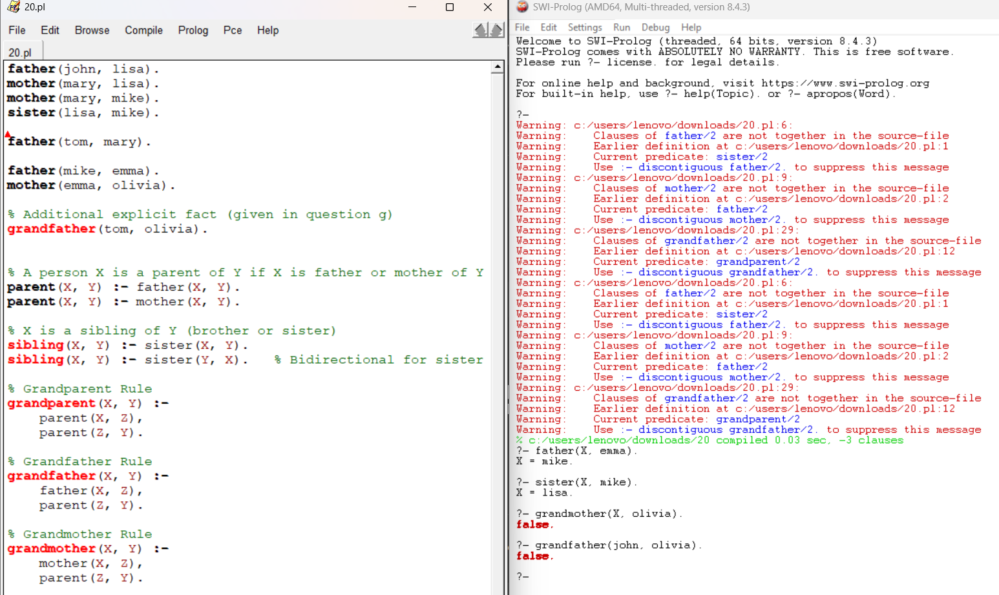 20.pl
File Edit Browse Compile Prolog Pce Help
20.pl
father(john, lisa).
mother(mary, lisa).
mother(mary, mike).
sister(lisa, mike).
father(tom, mary).
father(mike, emma).
mother(emma, olivia).
% Additional explicit fact (given in question g)
grandfather(tom, olivia).
% A person X is a parent of Y if X is father or mother of Y
parent(X, Y) :- father(X, Y).
parent(X, Y) :- mother(X, Y).
% X is a sibling of Y (brother or sister)
sibling(X, Y) :- sister(X, Y).
sibling(X, Y) :- sister(Y, X).   % Bidirectional for sister
% Grandparent Rule
grandparent(X, Y) :-
    parent(X, Z),
    parent(Z, Y).
% Grandfather Rule
grandfather(X, Y) :-
    father(X, Z),
    parent(Z, Y).
% Grandmother Rule
grandmother(X, Y) :-
    mother(X, Z),
    parent(Z, Y).
SWI-Prolog (AMD64, Multi-threaded, version 8.4.3)
File Edit Settings Run Debug Help
Welcome to SWI-Prolog (threaded, 64 bits, version 8.4.3)
SWI-Prolog comes with ABSOLUTELY NO WARRANTY. This is free software.
Please run ?- license. for legal details.
For online help and background, visit https://www.swi-prolog.org
For built-in help, use ?- help(Topic). or ?- apropos(Word).
?-
Warning: c:/users/lenovo/downloads/20.pl:6:
Warning:    Clauses of father/2 are not together in the source-file
Warning:    Earlier definition at c:/users/lenovo/downloads/20.pl:1
Warning:    Current predicate: sister/2
Warning:    Use :- discontiguous father/2. to suppress this message
Warning: c:/users/lenovo/downloads/20.pl:9:
Warning:    Clauses of mother/2 are not together in the source-file
Warning:    Earlier definition at c:/users/lenovo/downloads/20.pl:2
Warning:    Current predicate: father/2
Warning:    Use :- discontiguous mother/2. to suppress this message
Warning: c:/users/lenovo/downloads/20.pl:29:
Warning:    Clauses of grandfather/2 are not together in the source-file
Warning:    Earlier definition at c:/users/lenovo/downloads/20.pl:12
Warning:    Current predicate: grandparent/2
Warning:    Use :- discontiguous grandfather/2. to suppress this message
Warning: c:/users/lenovo/downloads/20.pl:6:
Warning:    Clauses of father/2 are not together in the source-file
Warning:    Earlier definition at c:/users/lenovo/downloads/20.pl:1
Warning:    Current predicate: sister/2
Warning:    Use :- discontiguous father/2. to suppress this message
Warning: c:/users/lenovo/downloads/20.pl:9:
Warning:    Clauses of mother/2 are not together in the source-file
Warning:    Earlier definition at c:/users/lenovo/downloads/20.pl:2
Warning:    Current predicate: father/2
Warning:    Use :- discontiguous mother/2. to suppress this message
Warning: c:/users/lenovo/downloads/20.pl:29:
Warning:    Clauses of grandfather/2 are not together in the source-file
Warning:    Earlier definition at c:/users/lenovo/downloads/20.pl:12
Warning:    Current predicate: grandparent/2
Warning:    Use :- discontiguous grandfather/2. to suppress this message
% c:/users/lenovo/downloads/20 compiled 0.03 sec, -3 clauses
?- father(X, emma).
X = mike.
?- sister(X, mike).
X = lisa.
?- grandmother(X, olivia).
false.
?- grandfather(john, olivia).
false.
?-